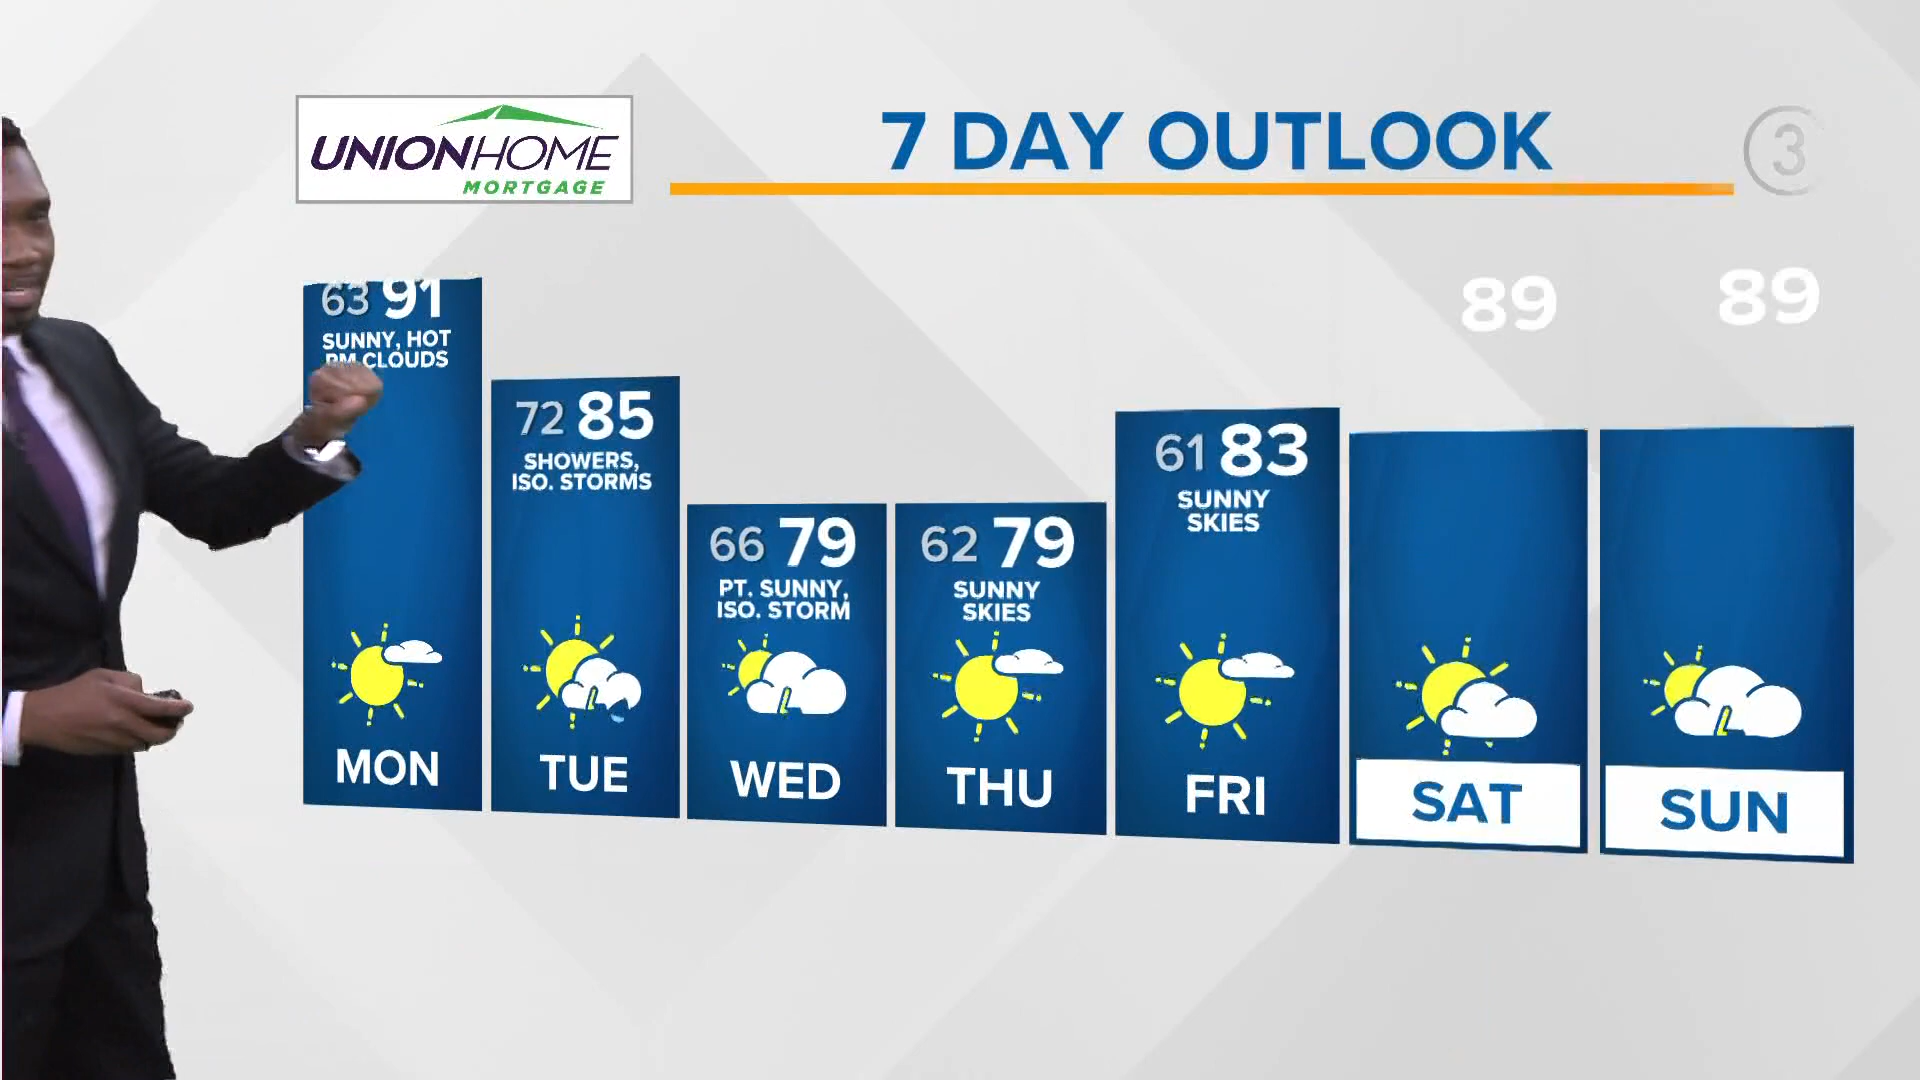 UNIONHOME
MORTGAGE
7 DAY OUTLOOK
3
63 91
SUNNY, HOT
PM CLOUDS
MON
72 85
SHOWERS,
ISO. STORMS
TUE
66 79
PT. SUNNY,
ISO. STORM
WED
62 79
SUNNY
SKIES
THU
61 83
SUNNY
SKIES
FRI
89
SAT
89
SUN